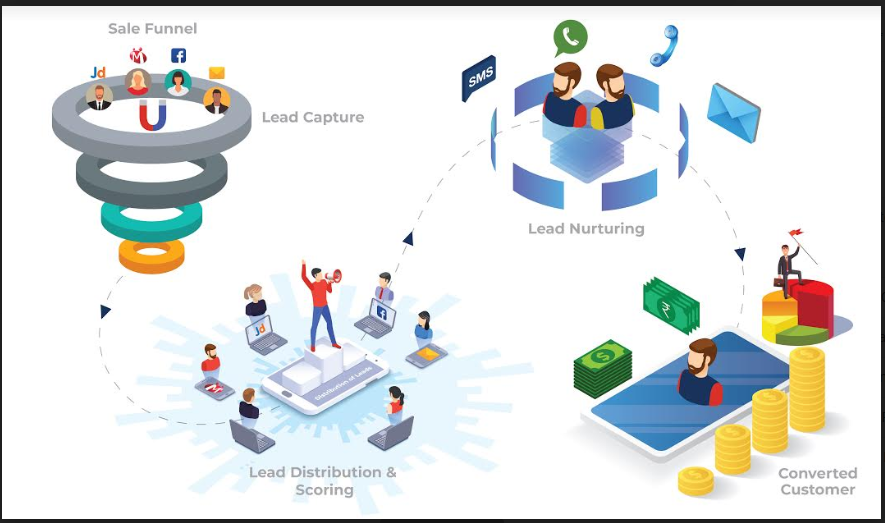 Sale Funnel
Jd
Lead Capture
SMS
Lead Nurturing
Jd
Distribution of Leads
Lead Distribution &
Scoring
Converted
Customer